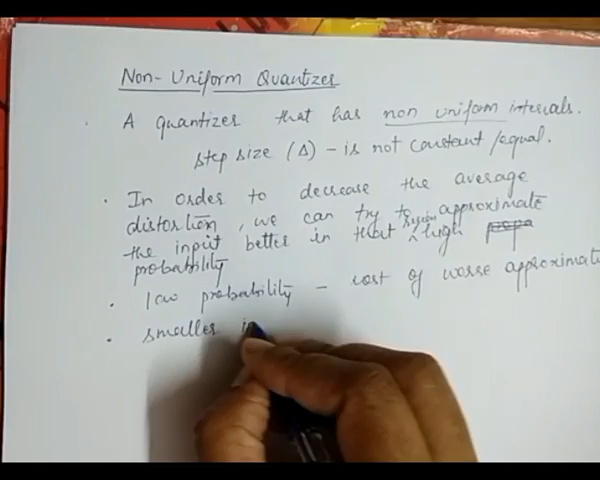 Non-Uniform Quantizer
A quantizer that has non uniform intervals.
step size (Δ) - is not constant /equal.
In order to decrease the average
distortion, we can try to approximate
the input better in that region high
probability
low probability - cost of worse approximati
smaller i